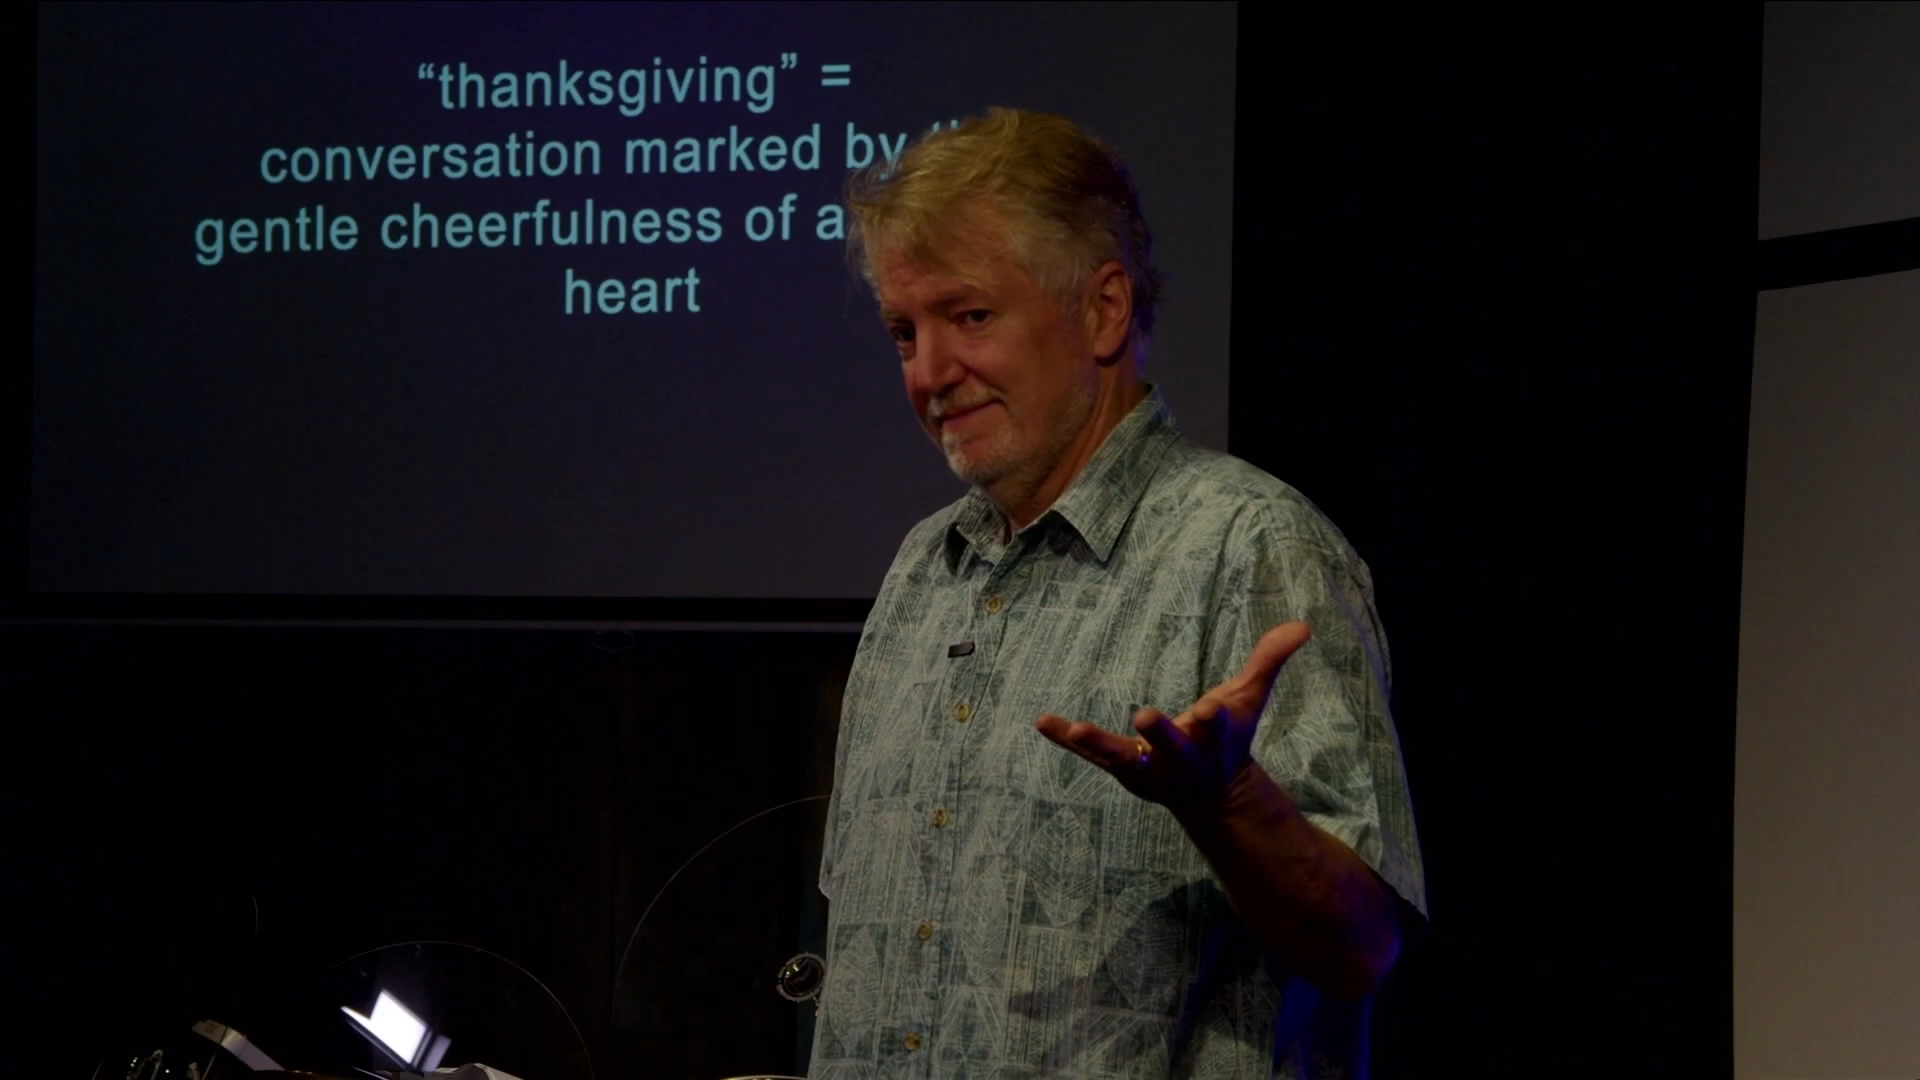 “thanksgiving” =
conversation marked by
gentle cheerfulness of a
heart